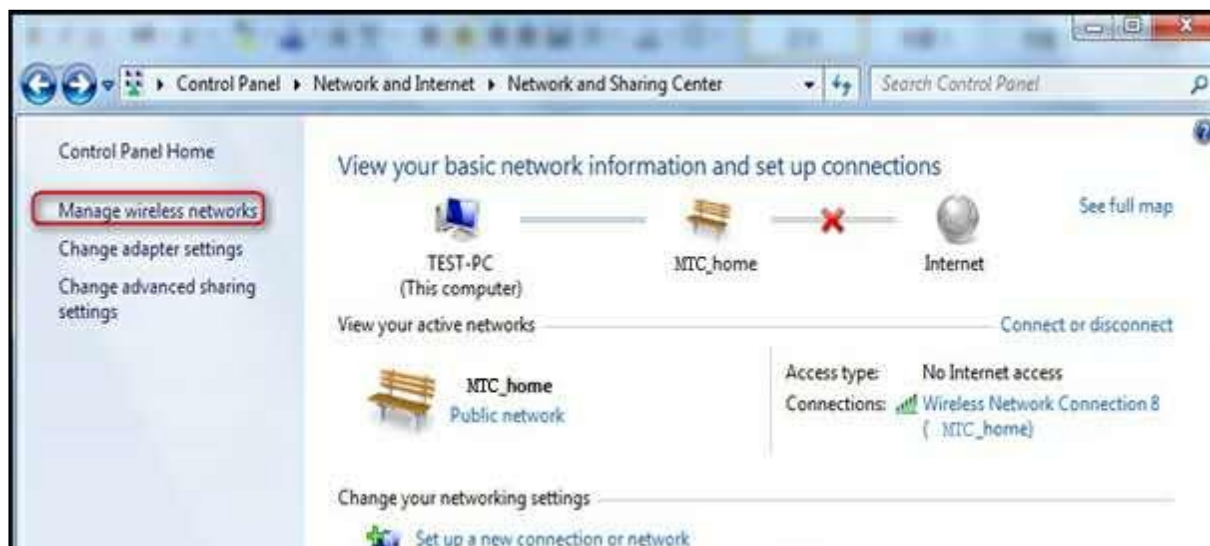 Control Panel ▸ Network and Internet ▸ Network and Sharing Center
Search Control Panel
Control Panel Home
Manage wireless networks
Change adapter settings
Change advanced sharing
settings
View your basic network information and set up connections
See full map
TEST-PC
(This computer)
MTC_home
Internet
View your active networks
Connect or disconnect
MTC_home
Public network
Access type: No Internet access
Connections: Wireless Network Connection 8
( MTC_home)
Change your networking settings
Set up a new connection or network